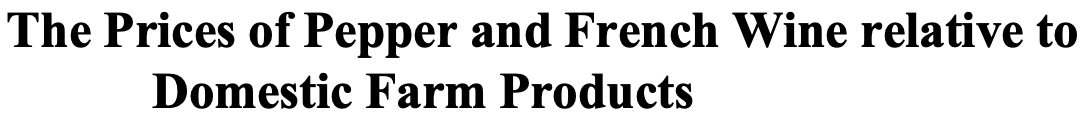 The Prices of Pepper and French Wine relative to
Domestic Farm Products